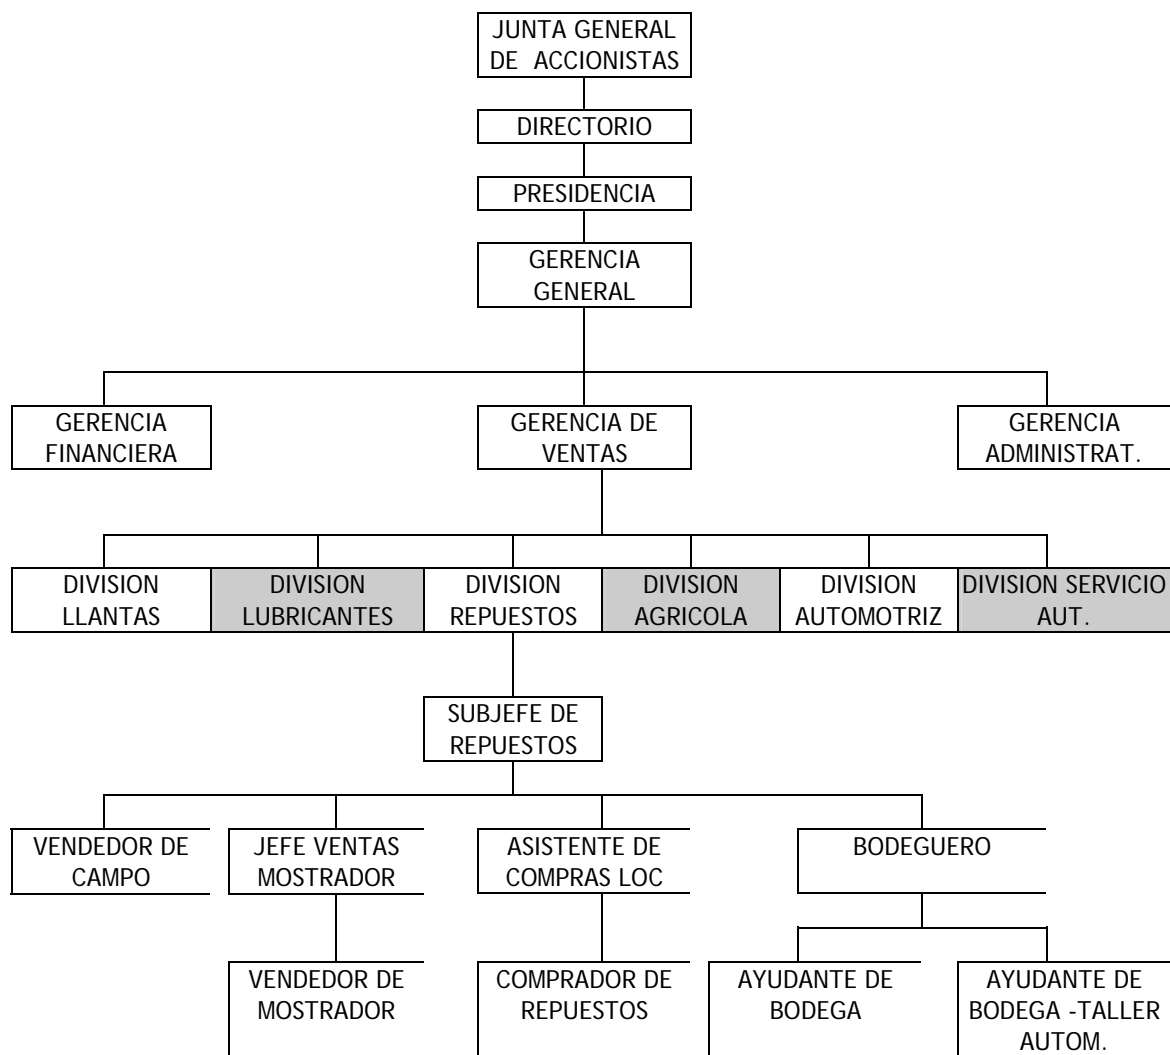 JUNTA GENERAL
DE ACCIONISTAS
DIRECTORIO
PRESIDENCIA
GERENCIA
GENERAL
GERENCIA
FINANCIERA
GERENCIA DE
VENTAS
GERENCIA
ADMINISTRAT.
DIVISION
LLANTAS
DIVISION
LUBRICANTES
DIVISION
REPUESTOS
DIVISION
AGRICOLA
DIVISION
AUTOMOTRIZ
DIVISION SERVICIO
AUT.
SUBJEFE DE
REPUESTOS
VENDEDOR DE
CAMPO
JEFE VENTAS
MOSTRADOR
ASISTENTE DE
COMPRAS LOC
BODEGUERO
VENDEDOR DE
MOSTRADOR
COMPRADOR DE
REPUESTOS
AYUDANTE DE
BODEGA
AYUDANTE DE
BODEGA -TALLER
AUTOM.